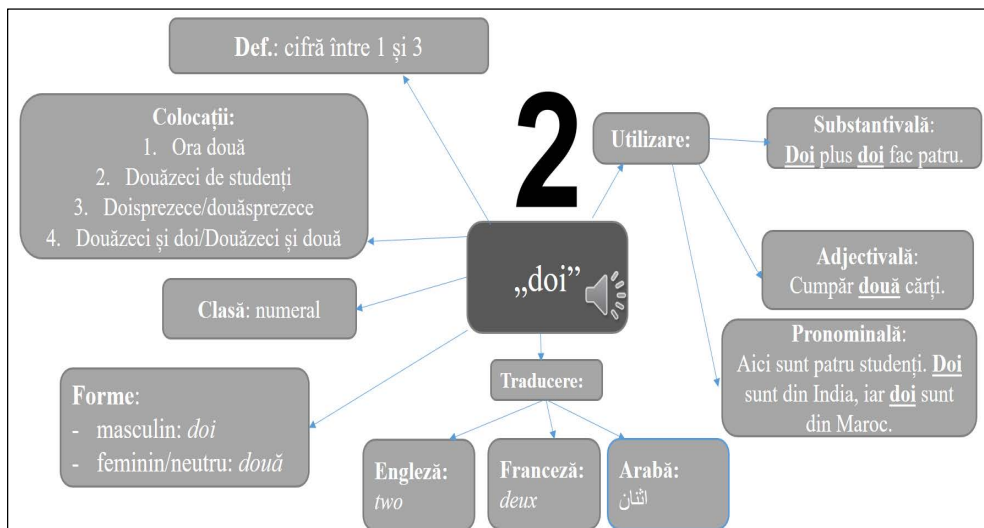 Def.: cifră între 1 și 3
Colocații:
1. Ora două
2. Douăzeci de studenți
3. Doisprezece/douăsprezece
4. Douăzeci și doi/Douăzeci și două
Clasă: numeral
Forme:
- masculin: doi
- feminin/neutru: două
2
„doi”
Utilizare:
Substantivală:
Doi plus doi fac patru.
Adjectivală:
Cumpăr două cărți.
Pronominală:
Aici sunt patru studenți. Doi
sunt din India, iar doi sunt
din Maroc.
Traducere:
Engleză:
two
Franceză:
deux
Arabă:
اثنان